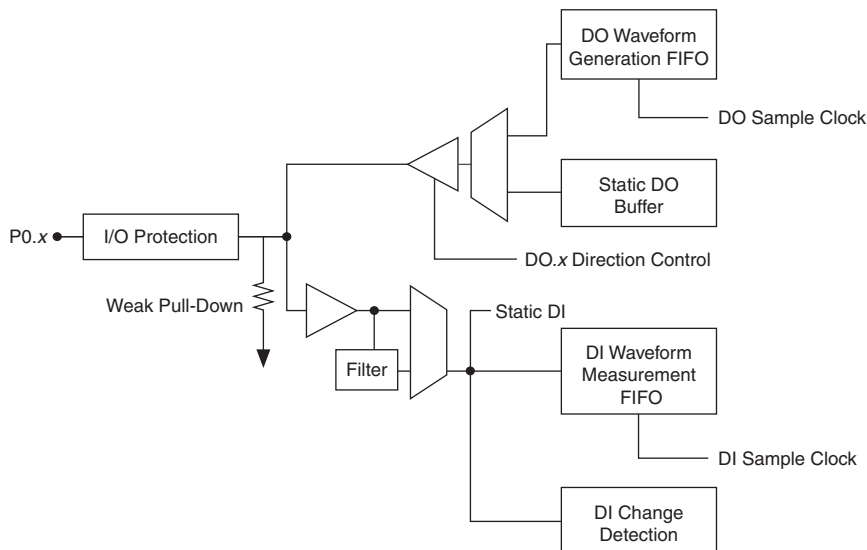 DO Waveform
Generation FIFO
DO Sample Clock
Static DO
Buffer
P0.x
I/O Protection
DO.x Direction Control
Weak Pull-Down
Static DI
Filter
DI Waveform
Measurement
FIFO
DI Sample Clock
DI Change
Detection